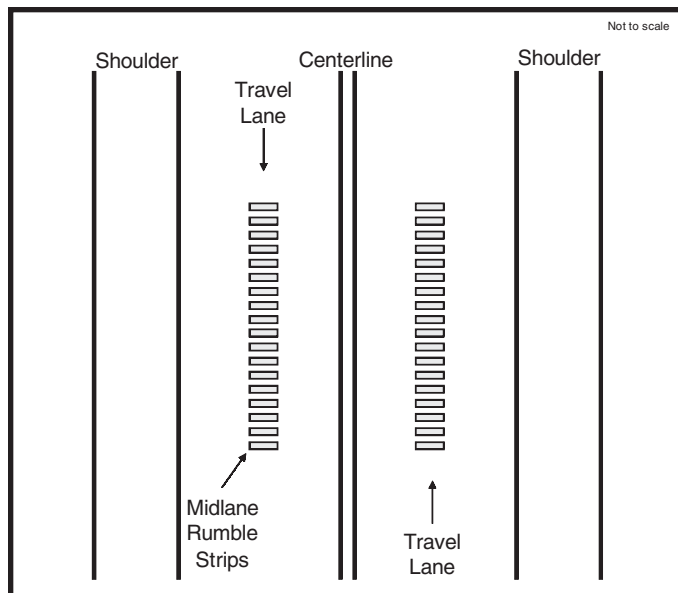 Not to scale
Shoulder
Centerline
Shoulder
Travel
Lane
Midlane
Rumble
Strips
Travel
Lane